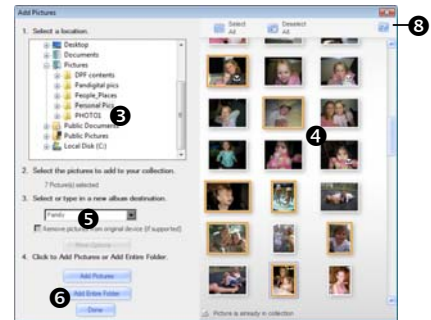 Add Pictures
1. Select a location.
Desktop
Documents
Pictures
DPF contents
Pandigital pics
People_Places
Personal Pics
PHOTO1
Public Documents
Public Pictures
Local Disk (C:)
2. Select the pictures to add to your collection.
7 Picture(s) selected
3. Select or type in a new album destination.
Family
Remove pictures from original device (if supported)
More Options
4. Click to Add Pictures or Add Entire Folder.
Add Pictures
Add Entire Folder
Done
Select
All
Deselect
All
Picture is already in collection
3
4
5
6
8